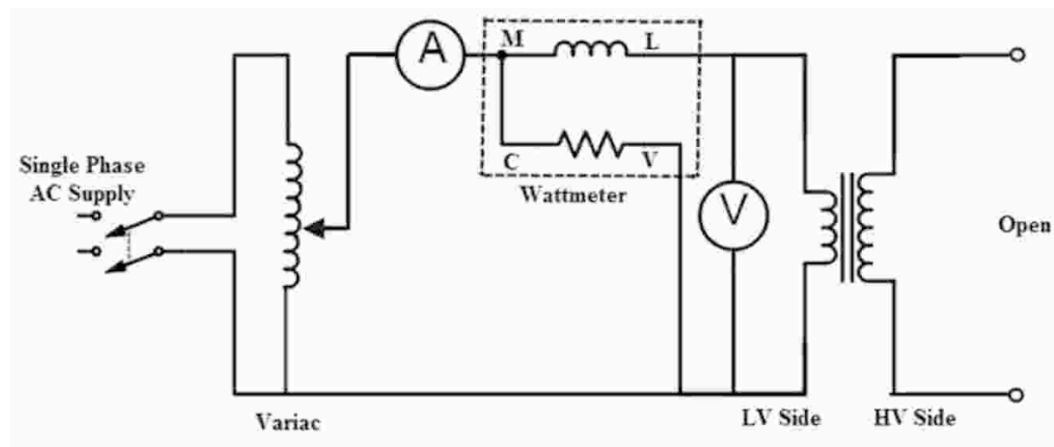 A
M
L
C
V
Wattmeter
Single Phase
AC Supply
V
Open
Variac
LV Side
HV Side